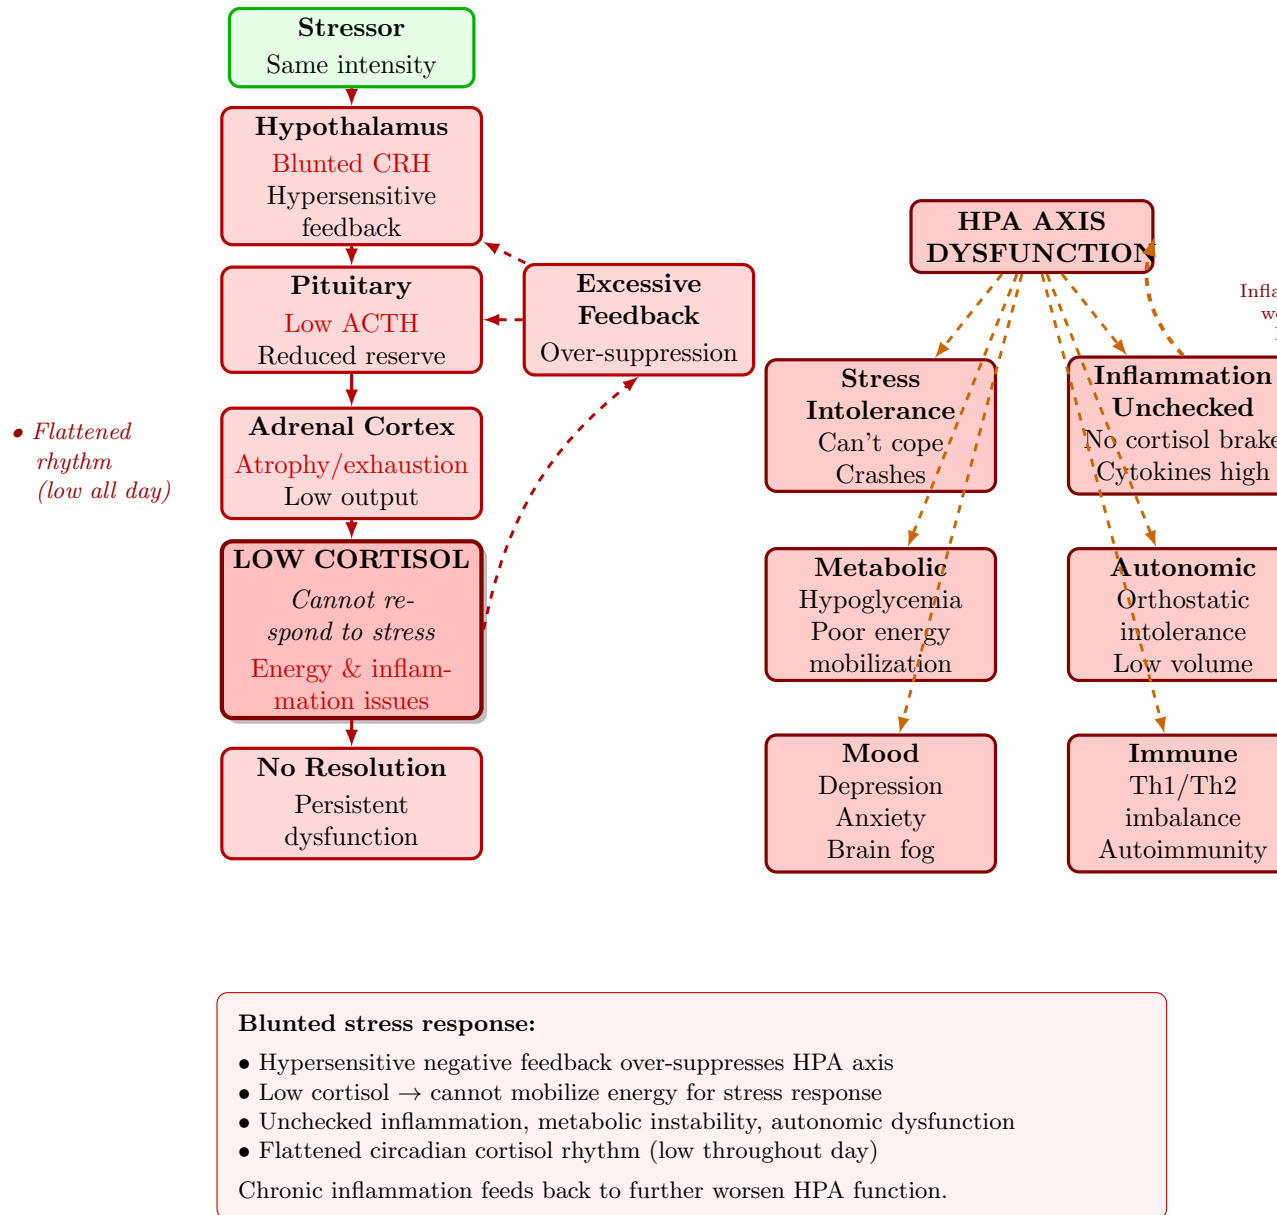 Stressor
Same intensity
Hypothalamus
Blunted CRH
Hypersensitive
feedback
Pituitary
Low ACTH
Reduced reserve
Excessive
Feedback
Over-suppression
• Flattened
rhythm
(low all day)
Adrenal Cortex
Atrophy/exhaustion
Low output
LOW CORTISOL
Cannot re-
spond to stress
Energy & inflam-
mation issues
No Resolution
Persistent
dysfunction
HPA AXIS
DYSFUNCTION
Stress
Intolerance
Can't cope
Crashes
Inflammation
Unchecked
No cortisol brake
Cytokines high
Metabolic
Hypoglycemia
Poor energy
mobilization
Autonomic
Orthostatic
intolerance
Low volume
Mood
Depression
Anxiety
Brain fog
Immune
Th1/Th2
imbalance
Autoimmunity
Blunted stress response:
• Hypersensitive negative feedback over-suppresses HPA axis
• Low cortisol → cannot mobilize energy for stress response
• Unchecked inflammation, metabolic instability, autonomic dysfunction
• Flattened circadian cortisol rhythm (low throughout day)
Chronic inflammation feeds back to further worsen HPA function.